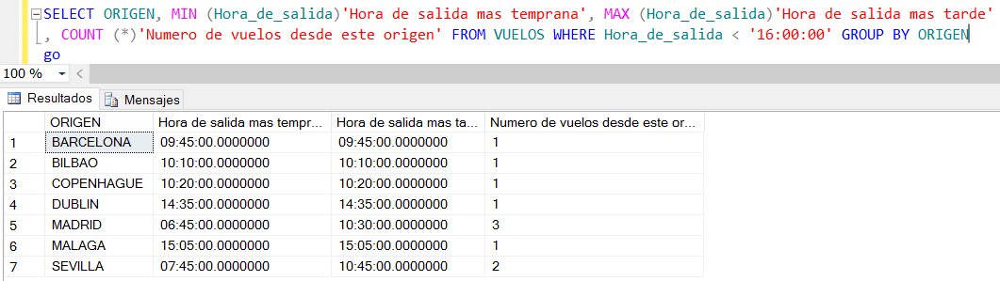 SELECT ORIGEN, MIN (Hora_de_salida)'Hora de salida mas temprana', MAX (Hora_de_salida)'Hora de salida mas tarde'
, COUNT (*)'Numero de vuelos desde este origen' FROM VUELOS WHERE Hora_de_salida < '16:00:00' GROUP BY ORIGEN
go
100 %
Resultados Mensajes
ORIGEN Hora de salida mas tempr... Hora de salida mas ta... Numero de vuelos desde este or...
1 BARCELONA 09:45:00.0000000 09:45:00.0000000 1
2 BILBAO 10:10:00.0000000 10:10:00.0000000 1
3 COPENHAGUE 10:20:00.0000000 10:20:00.0000000 1
4 DUBLIN 14:35:00.0000000 14:35:00.0000000 1
5 MADRID 06:45:00.0000000 10:30:00.0000000 3
6 MALAGA 15:05:00.0000000 15:05:00.0000000 1
7 SEVILLA 07:45:00.0000000 10:45:00.0000000 2